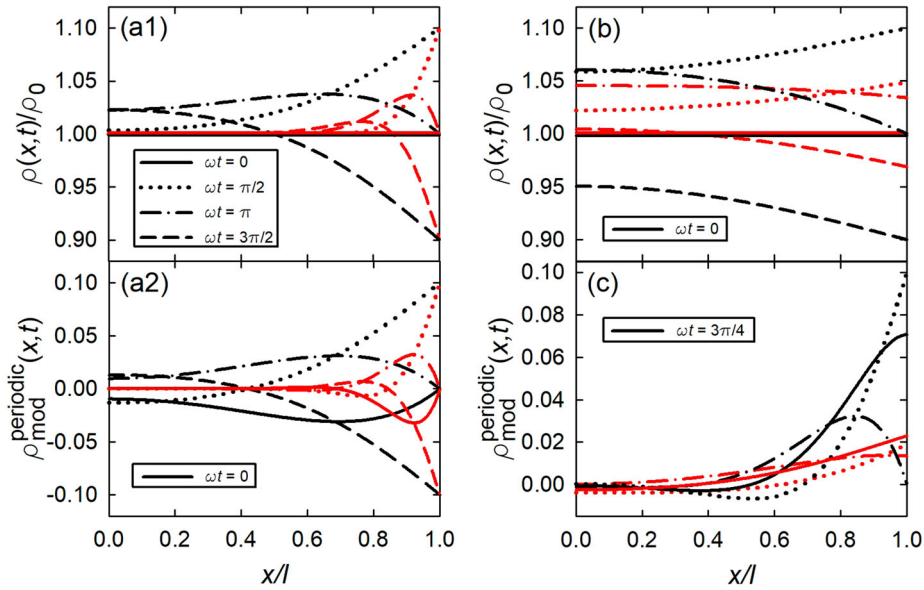 (a1)
ρ(x,t)/ρ0
1.10
1.05
1.00
0.95
0.90
ωt = 0
ωt = π/2
ωt = π
ωt = 3π/2
(b)
ρ(x,t)/ρ0
1.10
1.05
1.00
0.95
0.90
ωt = 0
(a2)
ρ mod periodic (x,t)
0.10
0.05
0.00
-0.05
-0.10
ωt = 0
0.0 0.2 0.4 0.6 0.8 1.0
x/l
(c)
ρ mod periodic (x,t)
0.10
0.08
0.06
0.04
0.02
0.00
ωt = 3π/4
0.0 0.2 0.4 0.6 0.8 1.0
x/l